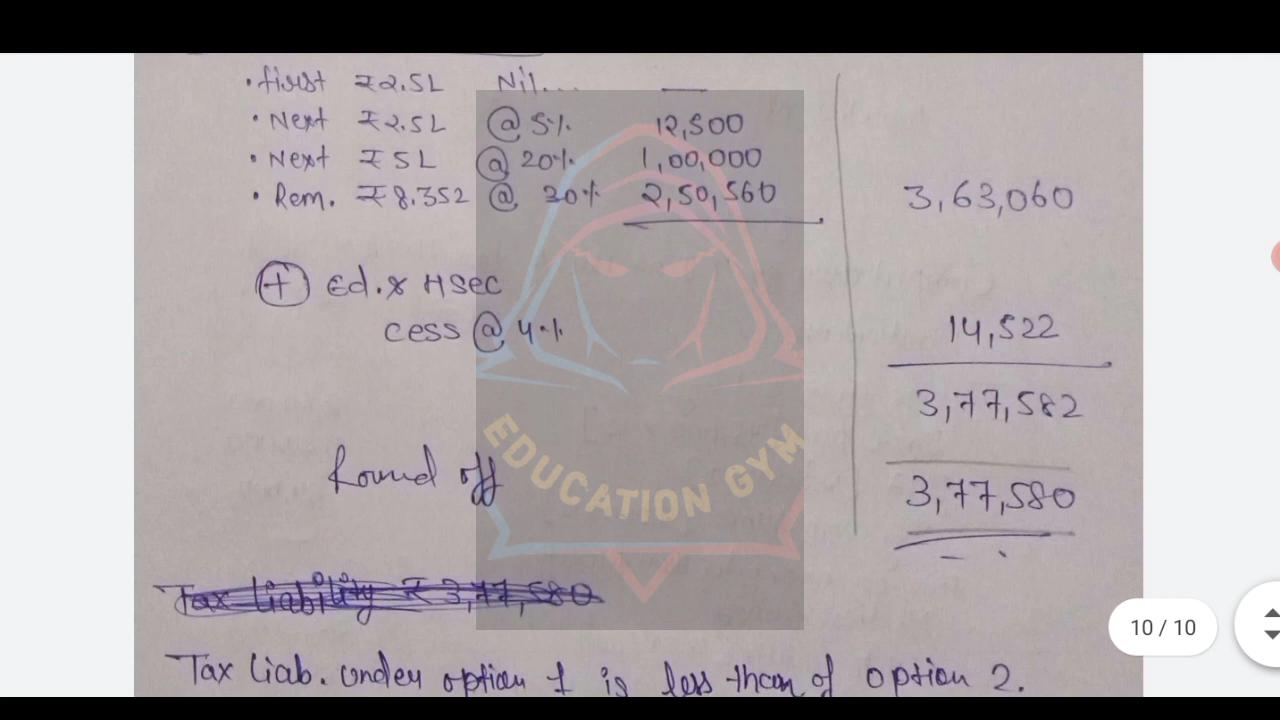 • first ₹2.5L Nil... —
• Next ₹2.5L @ 5% 12,500
• Next ₹5L @ 20% 1,00,000
• Rem. ₹8.352 @ 30% 2,50,560 3,63,060
+ Ed. & HSec
cess @ 4% 14,522
3,77,582
Round off 3,77,580
EDUCATION GYM
Tax liability ₹ 3,77,580
10 / 10
Tax liab. under option 1 is less than of option 2.